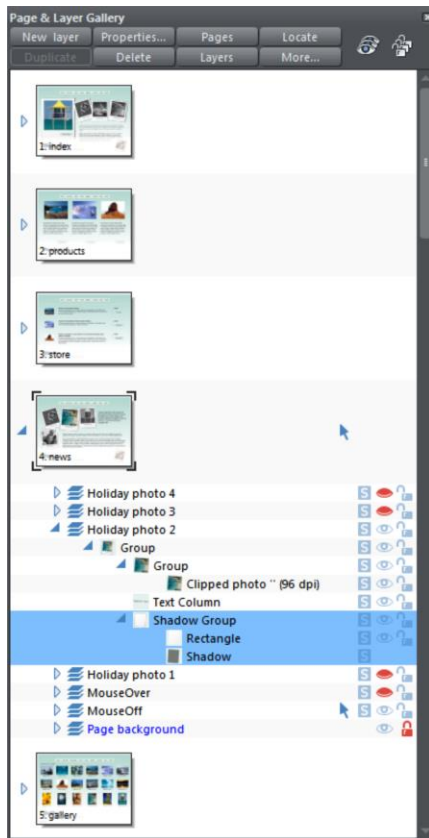 Page & Layer Gallery
New layer Properties... Pages Locate
Duplicate Delete Layers More...
1: index
2: products
3: store
4: news
Holiday photo 4 S
Holiday photo 3 S
Holiday photo 2 S
Group S
Group S
Clipped photo '' (96 dpi) S
Text Column S
Shadow Group S
Rectangle S
Shadow S
Holiday photo 1 S
MouseOver S
MouseOff S
Page background
5: gallery